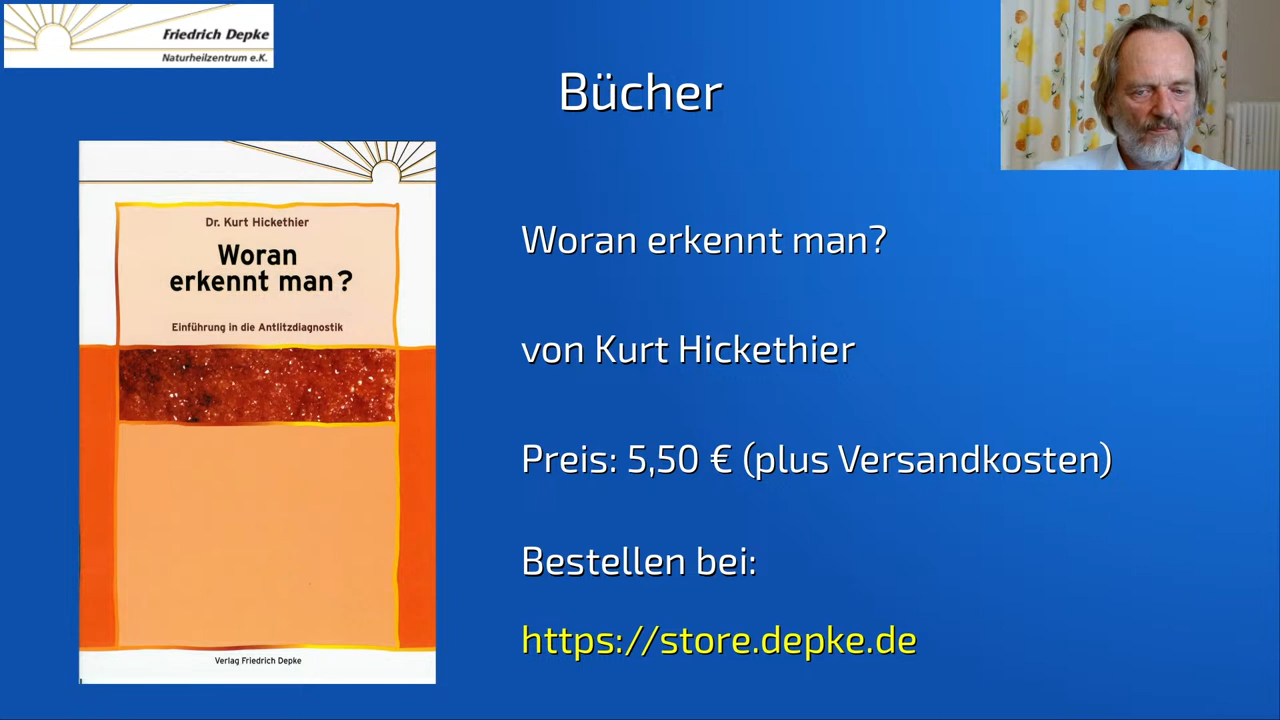 Friedrich Depke
Naturheilzentrum e.K.
Bücher
Dr. Kurt Hickethier
Woran
erkennt man?
Einführung in die Antlitzdiagnostik
Verlag Friedrich Depke
Woran erkennt man?
von Kurt Hickethier
Preis: 5,50 € (plus Versandkosten)
Bestellen bei:
https://store.depke.de